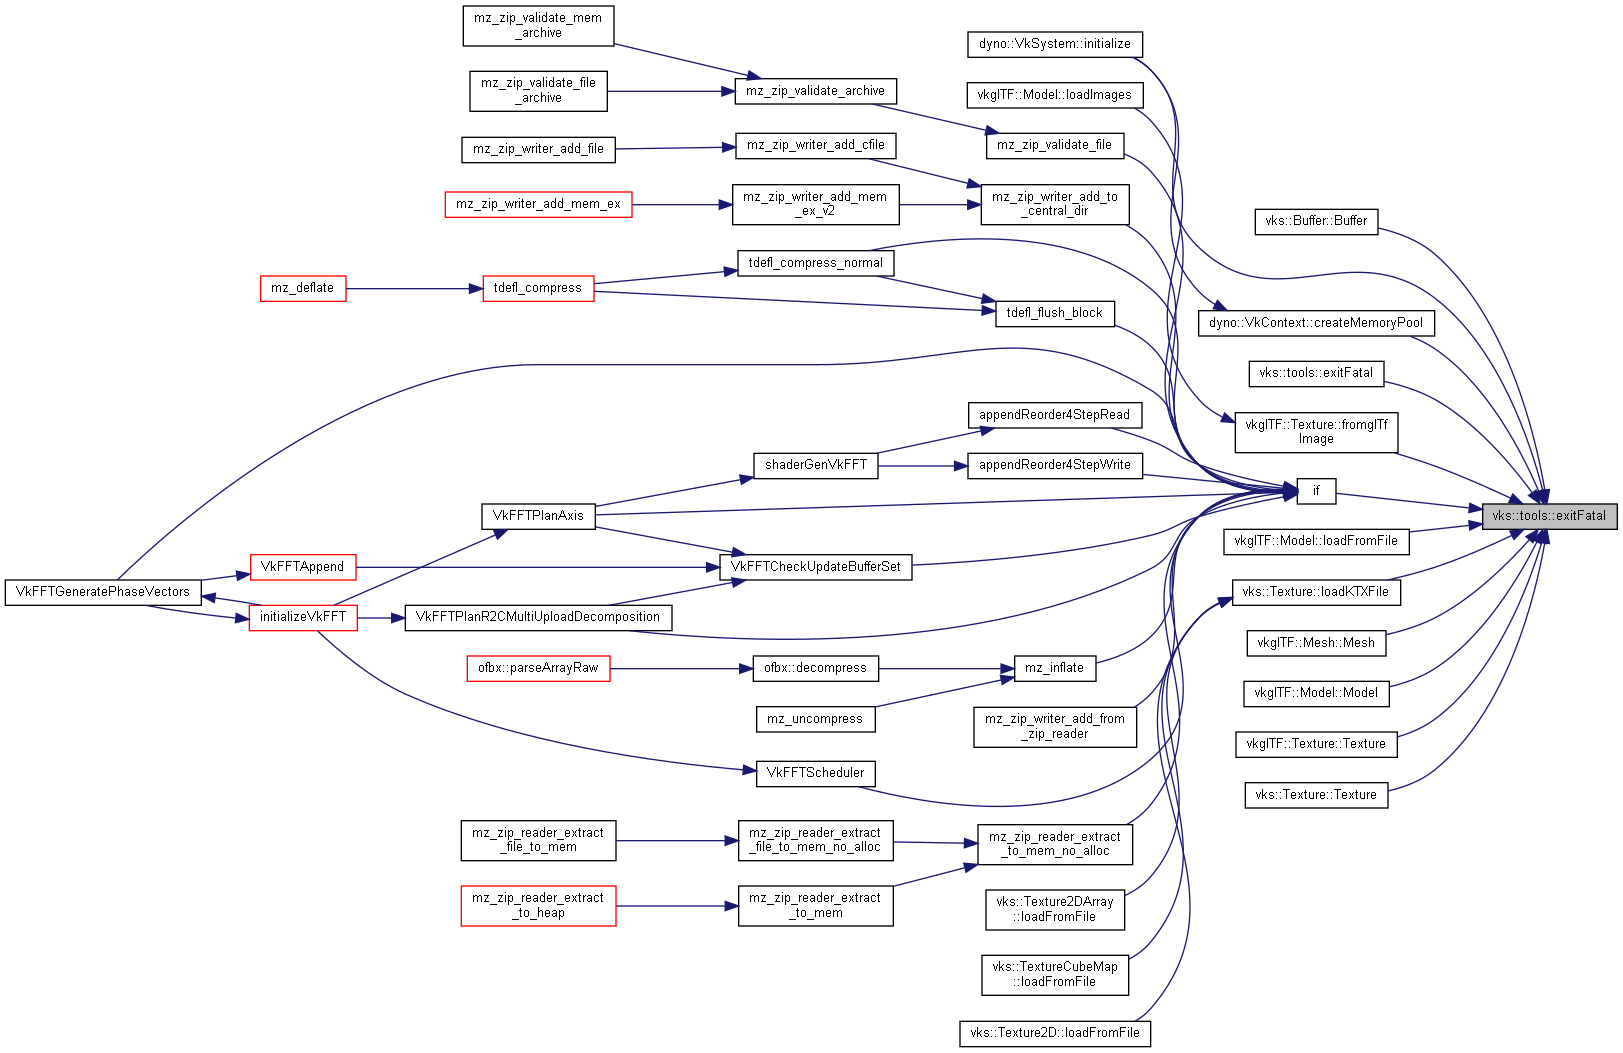 mz_zip_validate_mem
_archive
dyno::VkSystem::initialize
mz_zip_validate_file
_archive
mz_zip_validate_archive
vkglTF::Model::loadImages
mz_zip_writer_add_file
mz_zip_writer_add_cfile
mz_zip_validate_file
mz_zip_writer_add_mem_ex
mz_zip_writer_add_mem
_ex_v2
mz_zip_writer_add_to
_central_dir
vks::Buffer::Buffer
mz_deflate
tdefl_compress
tdefl_compress_normal
tdefl_flush_block
dyno::VkContext::createMemoryPool
vks::tools::exitFatal
appendReorder4StepRead
vkglTF::Texture::fromglTf
Image
shaderGenVkFFT
appendReorder4StepWrite
if
VkFFTPlanAxis
vks::tools::exitFatal
vkglTF::Model::loadFromFile
VkFFTAppend
VkFFTCheckUpdateBufferSet
VkFFTGeneratePhaseVectors
vks::Texture::loadKTXFile
initializeVkFFT
VkFFTPlanR2CMultiUploadDecomposition
vkglTF::Mesh::Mesh
ofbx::parseArrayRaw
ofbx::decompress
mz_inflate
vkglTF::Model::Model
mz_uncompress
mz_zip_writer_add_from
_zip_reader
vkglTF::Texture::Texture
VkFFTScheduler
vks::Texture::Texture
mz_zip_reader_extract
_file_to_mem
mz_zip_reader_extract
_file_to_mem_no_alloc
mz_zip_reader_extract
_to_mem_no_alloc
mz_zip_reader_extract
_to_heap
mz_zip_reader_extract
_to_mem
vks::Texture2DArray
::loadFromFile
vks::TextureCubeMap
::loadFromFile
vks::Texture2D::loadFromFile